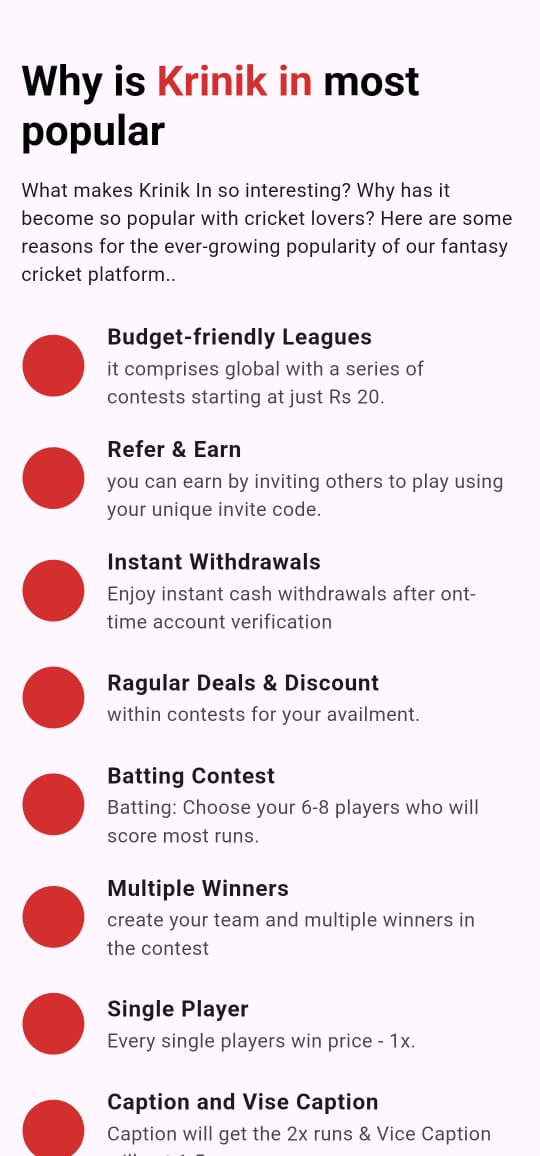 Why is Krinik in most
popular
What makes Krinik In so interesting? Why has it
become so popular with cricket lovers? Here are some
reasons for the ever-growing popularity of our fantasy
cricket platform..
Budget-friendly Leagues
it comprises global with a series of
contests starting at just Rs 20.
Refer & Earn
you can earn by inviting others to play using
your unique invite code.
Instant Withdrawals
Enjoy instant cash withdrawals after ont-
time account verification
Ragular Deals & Discount
within contests for your availment.
Batting Contest
Batting: Choose your 6-8 players who will
score most runs.
Multiple Winners
create your team and multiple winners in
the contest
Single Player
Every single players win price - 1x.
Caption and Vise Caption
Caption will get the 2x runs & Vice Caption